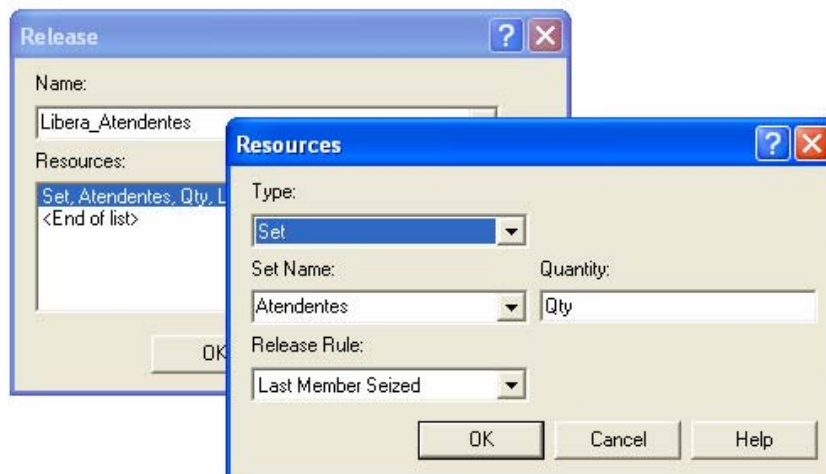 Release
Name:
Libera_Atendentes
Resources:
Set, Atendentes, Qty, L
<End of list>
OK
Resources
Type:
Set
Set Name:
Quantity:
Atendentes
Qty
Release Rule:
Last Member Seized
OK
Cancel
Help